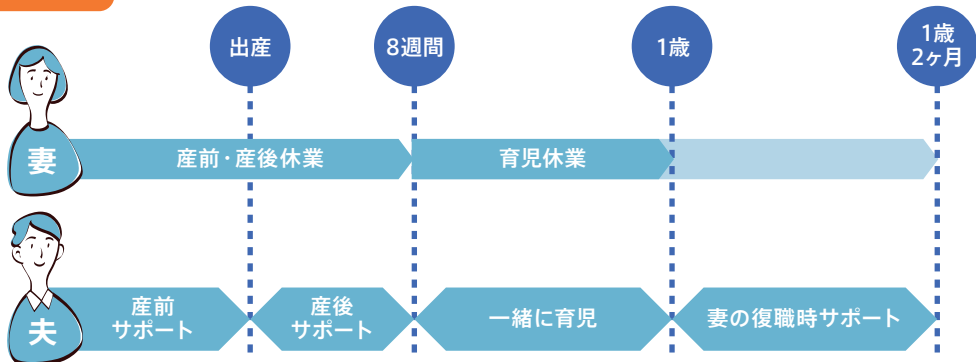 出産
8週間
1歳
1歳
2ヶ月
妻
産前・産後休業
育児休業
夫
産前
サポート
産後
サポート
一緒に育児
妻の復職時サポート